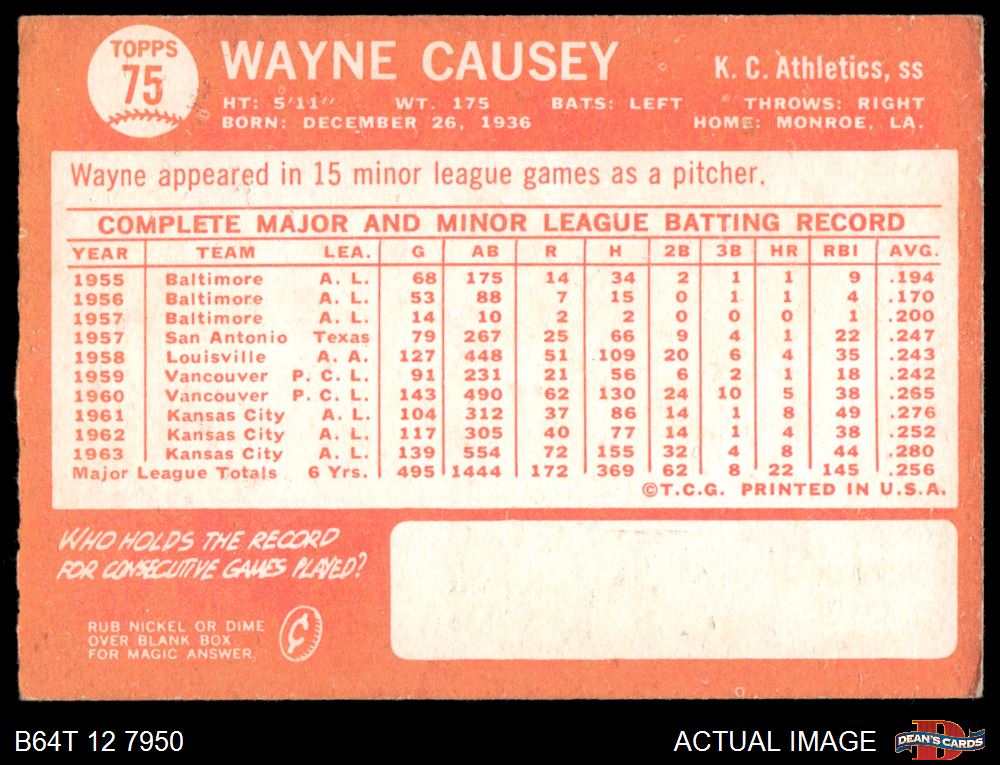 TOPPS
75
WAYNE CAUSEY
K. C. Athletics, ss
HT: 5'11" WT. 175 BATS: LEFT THROWS: RIGHT
BORN: DECEMBER 26, 1936 HOME: MONROE, LA.
Wayne appeared in 15 minor league games as a pitcher.
COMPLETE MAJOR AND MINOR LEAGUE BATTING RECORD
YEAR TEAM LEA. G AB R H 2B 3B HR RBI AVG.
1955 Baltimore A. L. 68 175 14 34 2 1 1 9 .194
1956 Baltimore A. L. 53 88 7 15 0 1 1 4 .170
1957 Baltimore A. L. 14 10 2 2 0 0 0 1 .200
1957 San Antonio Texas 79 267 25 66 9 4 1 22 .247
1958 Louisville A. A. 127 448 51 109 20 6 4 35 .243
1959 Vancouver P. C. L. 91 231 21 56 6 2 1 18 .242
1960 Vancouver P. C. L. 143 490 62 130 24 10 5 38 .265
1961 Kansas City A. L. 104 312 37 86 14 1 8 49 .276
1962 Kansas City A. L. 117 305 40 77 14 1 4 38 .252
1963 Kansas City A. L. 139 554 72 155 32 4 8 44 .280
Major League Totals 6 Yrs. 495 1444 172 369 62 8 22 145 .256
©T.C.G. PRINTED IN U.S.A.
WHO HOLDS THE RECORD
FOR CONSECUTIVE GAMES PLAYED?
RUB NICKEL OR DIME
OVER BLANK BOX
FOR MAGIC ANSWER
¢
B64T 12 7950
ACTUAL IMAGE
DEAN'S CARDS